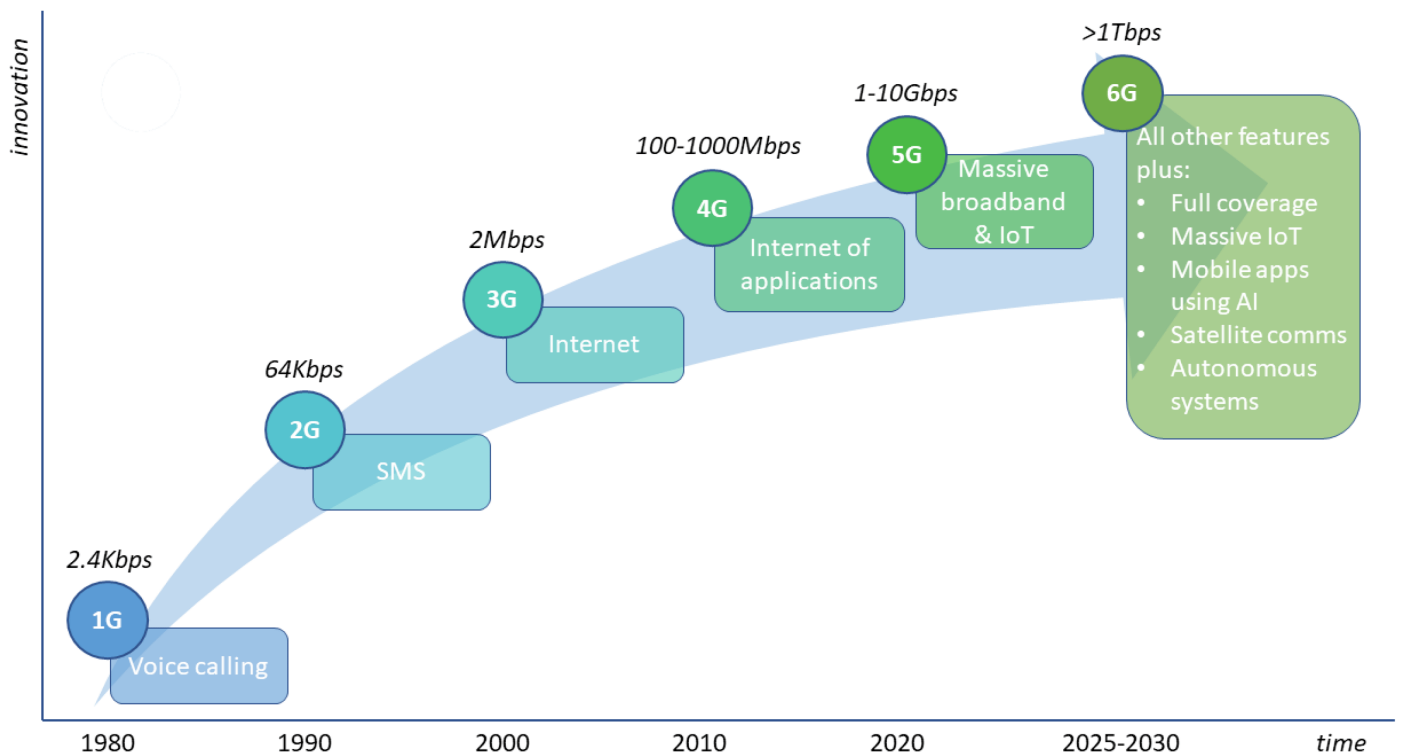 innovation
>1Tbps
6G
1-10Gbps
5G
100-1000Mbps
4G
2Mbps
3G
64Kbps
2G
2.4Kbps
1G
Voice calling
SMS
Internet
Internet of
applications
Massive
broadband
& IoT
All other features
plus:
• Full coverage
• Massive IoT
• Mobile apps
using AI
• Satellite comms
• Autonomous
systems
1980
1990
2000
2010
2020
2025-2030
time